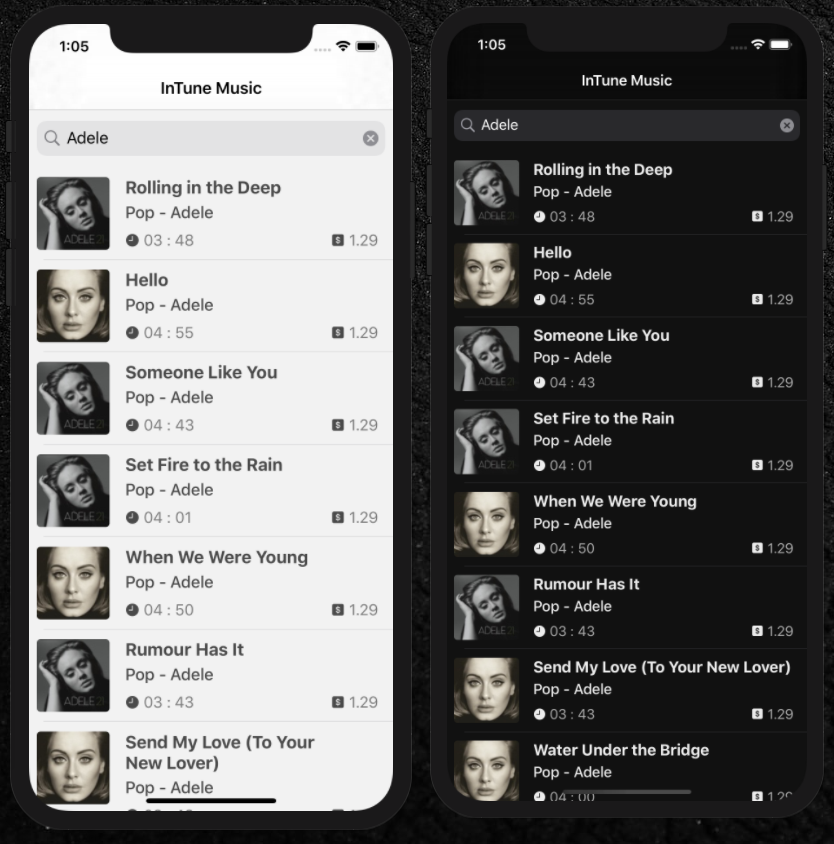 1:05
InTune Music
Adele
Rolling in the Deep
Pop - Adele
03 : 48
$ 1.29
ADELE 21
Hello
Pop - Adele
04 : 55
$ 1.29
Someone Like You
Pop - Adele
04 : 43
$ 1.29
ADELE 21
Set Fire to the Rain
Pop - Adele
04 : 01
$ 1.29
ADELE 21
When We Were Young
Pop - Adele
04 : 50
$ 1.29
Rumour Has It
Pop - Adele
03 : 43
$ 1.29
ADELE 21
Send My Love (To Your
New Lover)
Pop - Adele
1:05
InTune Music
Adele
Rolling in the Deep
Pop - Adele
03 : 48
$ 1.29
ADELE 21
Hello
Pop - Adele
04 : 55
$ 1.29
Someone Like You
Pop - Adele
04 : 43
$ 1.29
ADELE 21
Set Fire to the Rain
Pop - Adele
04 : 01
$ 1.29
ADELE 21
When We Were Young
Pop - Adele
04 : 50
$ 1.29
Rumour Has It
Pop - Adele
03 : 43
$ 1.29
ADELE 21
Send My Love (To Your New Lover)
Pop - Adele
03 : 43
$ 1.29
Water Under the Bridge
Pop - Adele
04 : 00
$ 1.29